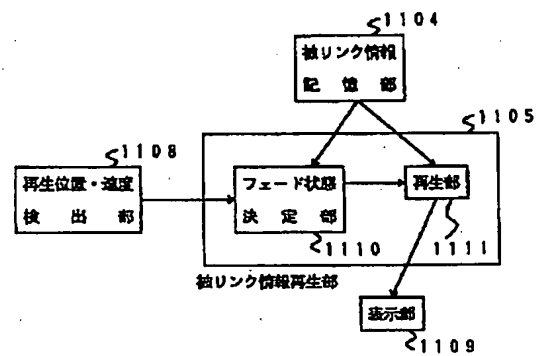 1104
被リンク情報
記憶部
1105
1108
再生位置・速度
検出部
フェード状態
決定部
再生部
1110
1111
被リンク情報再生部
表示部
1109